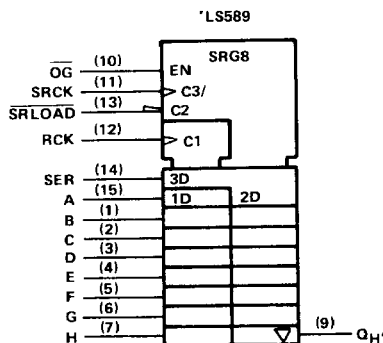 'LS589
SRG8
OG (10) EN
SRCK (11) C3/
SRLOAD (13) C2
RCK (12) C1
SER (14) 3D
A (15) 1D 2D
B (1)
C (2)
D (3)
E (4)
F (5)
G (6)
H (7) (9) QH'